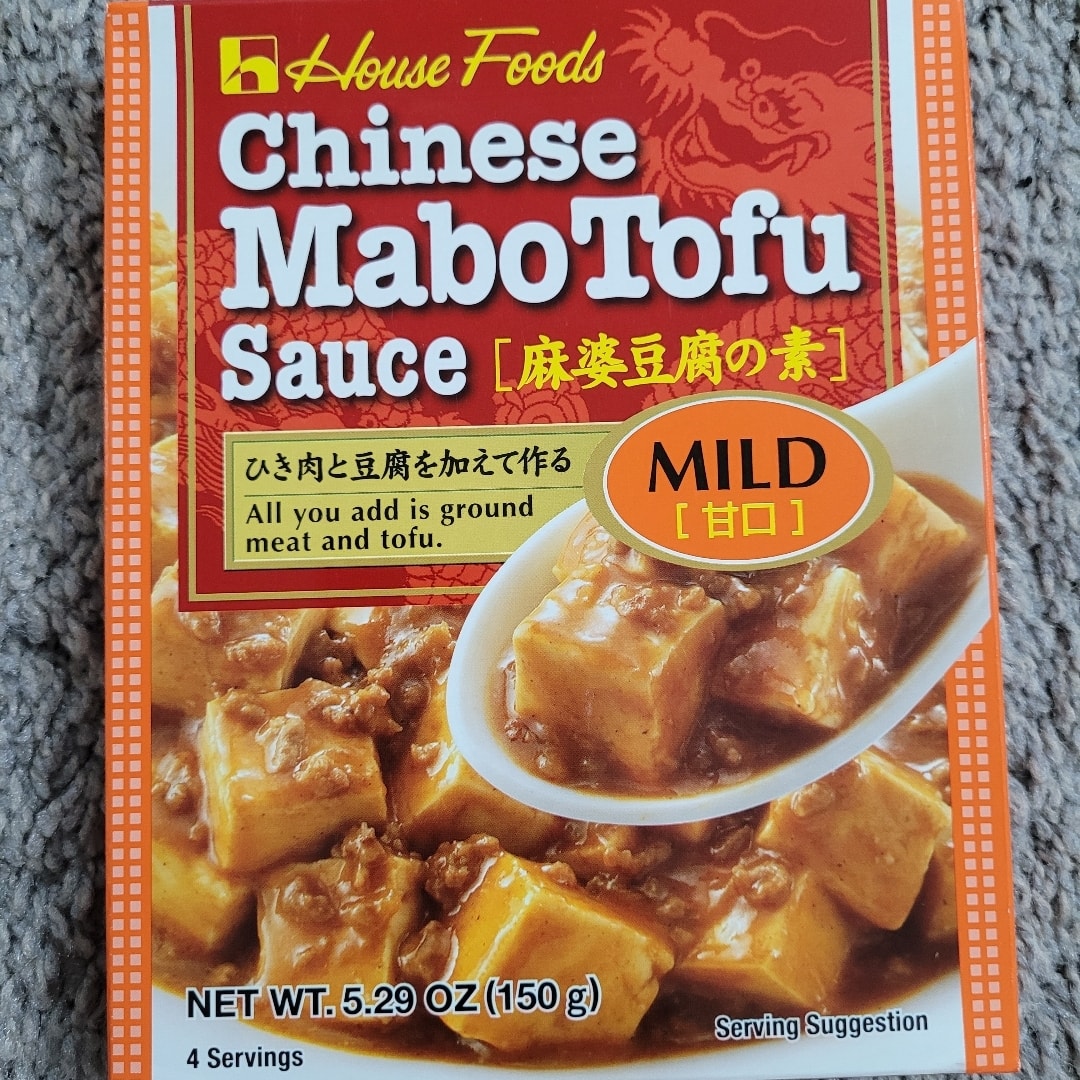 House Foods
Chinese
Mabo Tofu
Sauce [麻婆豆腐の素]
ひき肉と豆腐を加えて作る
All you add is ground
meat and tofu.
MILD
[甘口]
NET WT. 5.29 OZ (150 g)
4 Servings
Serving Suggestion